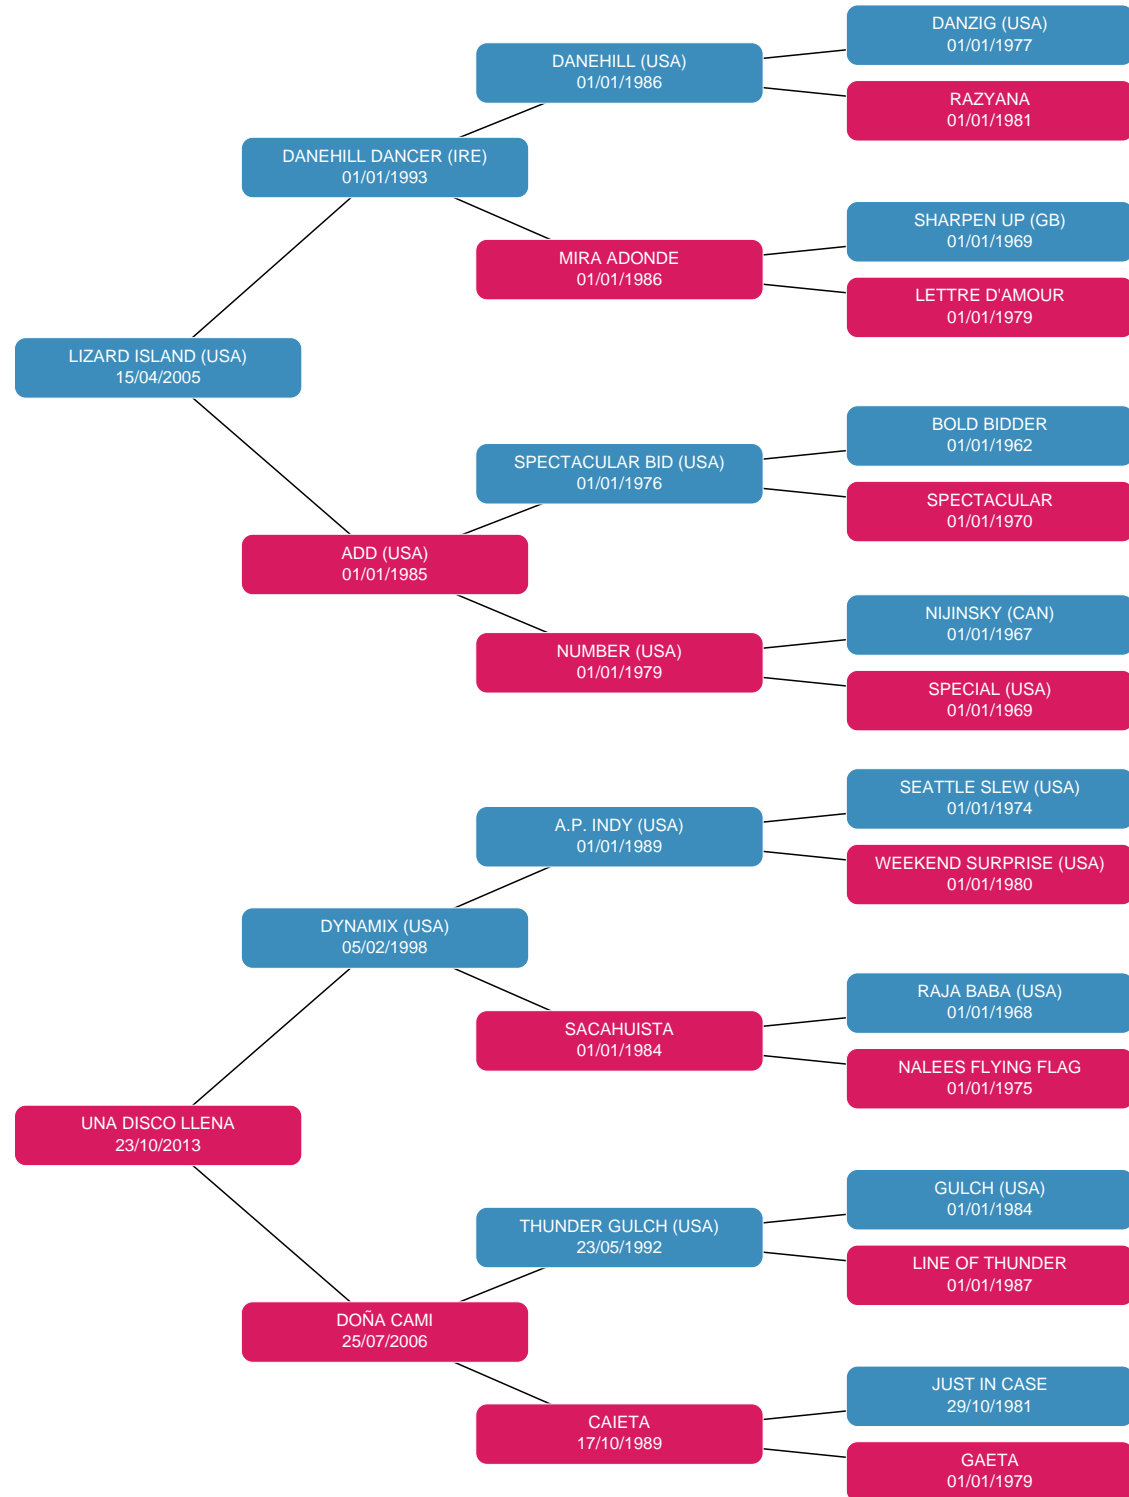 DANZIG (USA)
01/01/1977
DANEHILL (USA)
01/01/1986
RAZYANA
01/01/1981
DANEHILL DANCER (IRE)
01/01/1993
SHARPEN UP (GB)
01/01/1969
MIRA ADONDE
01/01/1986
LETTRE D'AMOUR
01/01/1979
LIZARD ISLAND (USA)
15/04/2005
BOLD BIDDER
01/01/1962
SPECTACULAR BID (USA)
01/01/1976
SPECTACULAR
01/01/1970
ADD (USA)
01/01/1985
NIJINSKY (CAN)
01/01/1967
NUMBER (USA)
01/01/1979
SPECIAL (USA)
01/01/1969
SEATTLE SLEW (USA)
01/01/1974
A.P. INDY (USA)
01/01/1989
WEEKEND SURPRISE (USA)
01/01/1980
DYNAMIX (USA)
05/02/1998
RAJA BABA (USA)
01/01/1968
SACAHUISTA
01/01/1984
NALEES FLYING FLAG
01/01/1975
UNA DISCO LLENA
23/10/2013
GULCH (USA)
01/01/1984
THUNDER GULCH (USA)
23/05/1992
LINE OF THUNDER
01/01/1987
DOÑA CAMI
25/07/2006
JUST IN CASE
29/10/1981
CAIETA
17/10/1989
GAETA
01/01/1979